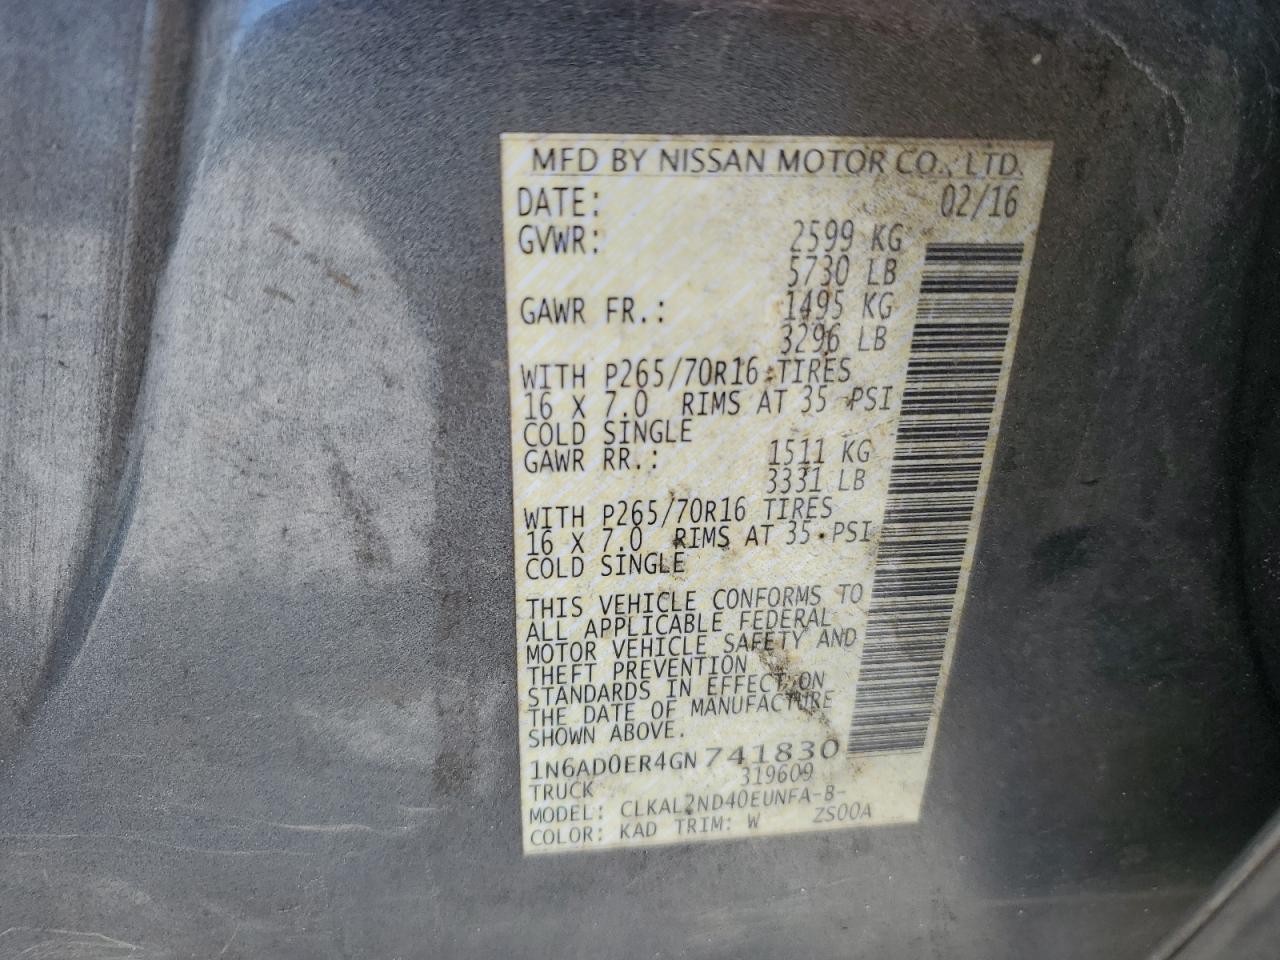 MFD BY NISSAN MOTOR CO., LTD.
DATE: 02/16
GVWR: 2599 KG
5730 LB
GAWR FR.: 1495 KG
3296 LB
WITH P265/70R16 TIRES
16 X 7.0 RIMS AT 35 PSI
COLD SINGLE
GAWR RR.: 1511 KG
3331 LB
WITH P265/70R16 TIRES
16 X 7.0 RIMS AT 35 PSI
COLD SINGLE
THIS VEHICLE CONFORMS TO
ALL APPLICABLE FEDERAL
MOTOR VEHICLE SAFETY AND
THEFT PREVENTION
STANDARDS IN EFFECT ON
THE DATE OF MANUFACTURE
SHOWN ABOVE.
1N6AD0ER4GN741830
TRUCK 319609
MODEL: CLKAL2ND40EUNFA-B-
COLOR: KAD TRIM: W ZS00A